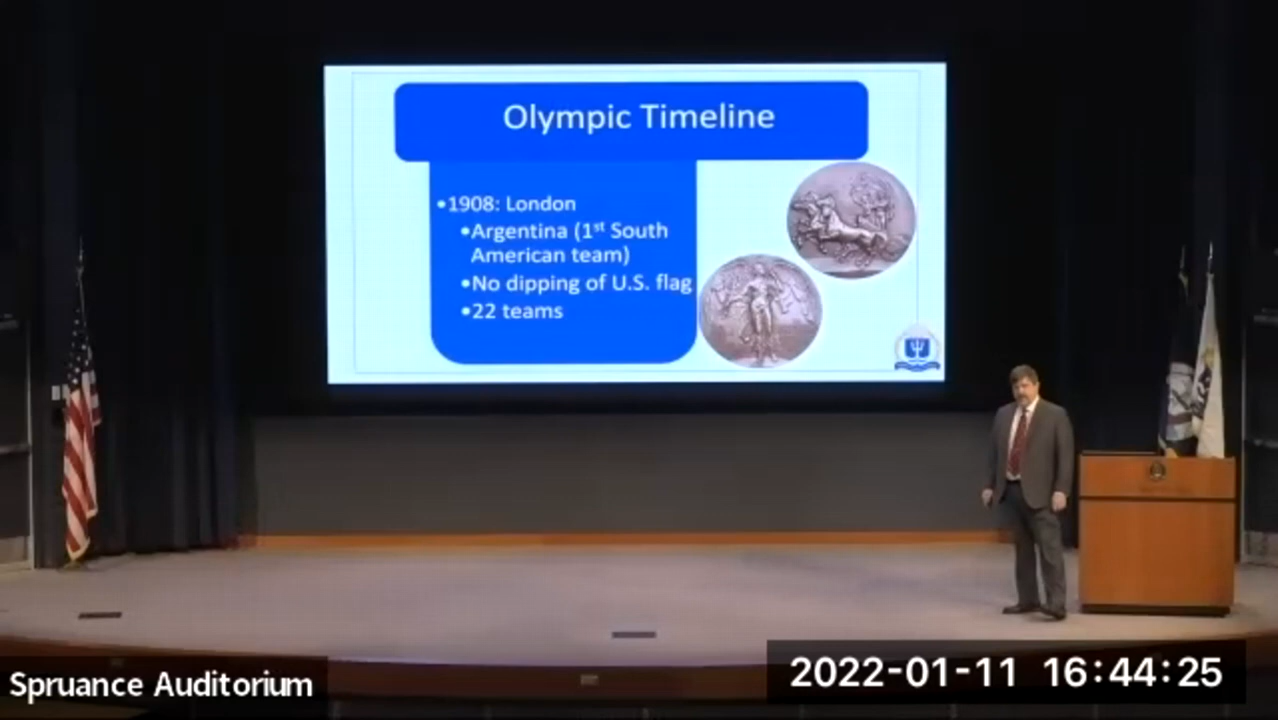 Olympic Timeline
•1908: London
•Argentina (1st South
American team)
•No dipping of U.S. flag
•22 teams
Spruance Auditorium
2022-01-11 16:44:25